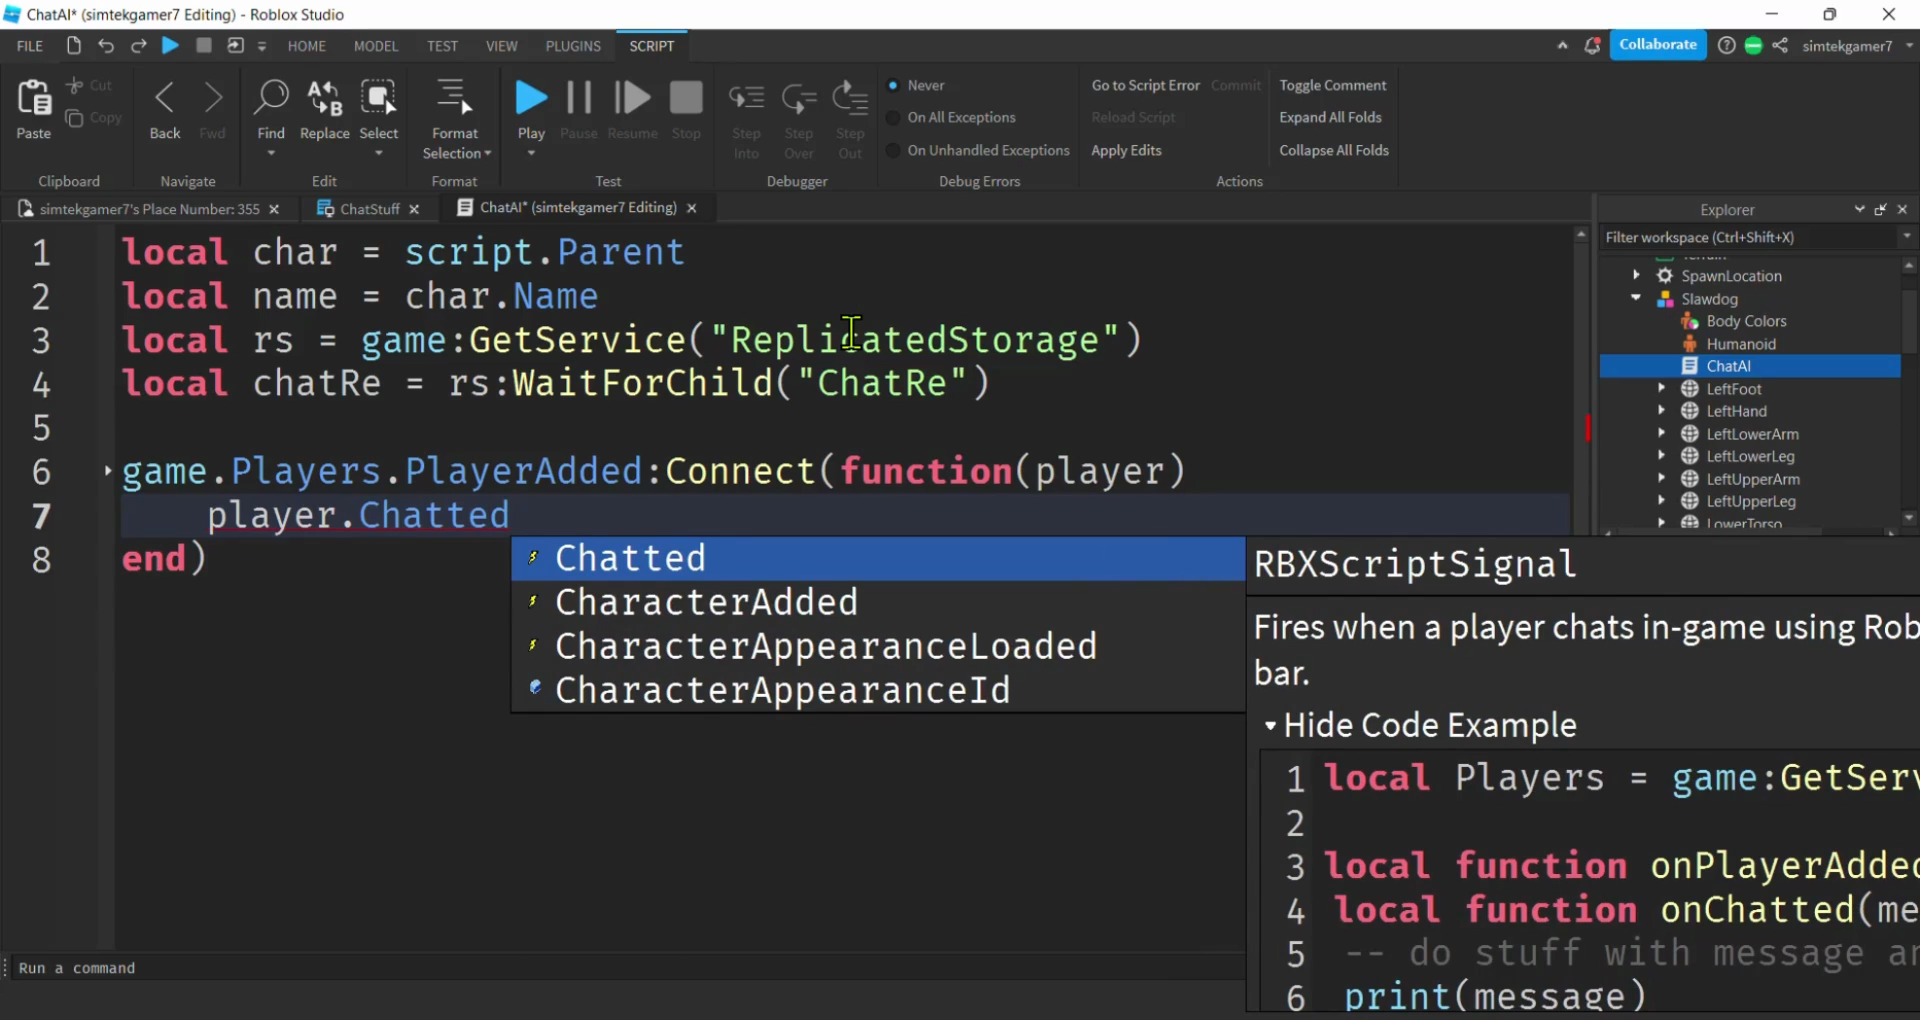 ChatAI* (simtekgamer7 Editing) - Roblox Studio
FILE HOME MODEL TEST VIEW PLUGINS SCRIPT Collaborate simtekgamer7
Paste
Cut
Copy
Clipboard
Back Fwd
Navigate
Find Replace Select
Edit
Format
Selection
Format
Play Pause Resume Stop
Test
Step Into
Step Over
Step Out
Debugger
Never
On All Exceptions
On Unhandled Exceptions
Debug Errors
Go to Script Error Commit
Reload Script
Apply Edits
Toggle Comment
Expand All Folds
Collapse All Folds
Actions
simtekgamer7's Place Number: 355
ChatStuff
ChatAI* (simtekgamer7 Editing)
1 local char = script.Parent
2 local name = char.Name
3 local rs = game:GetService("ReplicatedStorage")
4 local chatRe = rs:WaitForChild("ChatRe")
5
6 game.Players.PlayerAdded:Connect(function(player)
7 player.Chatted
8 end)
Chatted
CharacterAdded
CharacterAppearanceLoaded
CharacterAppearanceId
Explorer
Filter workspace (Ctrl+Shift+X)
SpawnLocation
Slawdog
Body Colors
Humanoid
ChatAI
LeftFoot
LeftHand
LeftLowerArm
LeftLowerLeg
LeftUpperArm
LeftUpperLeg
LowerTorso
RBXScriptSignal
Fires when a player chats in-game using Rob
bar.
Hide Code Example
1 local Players = game:GetServ
2
3 local function onPlayerAdded
4 local function onChatted(me
5 -- do stuff with message an
6 print(message)
Run a command